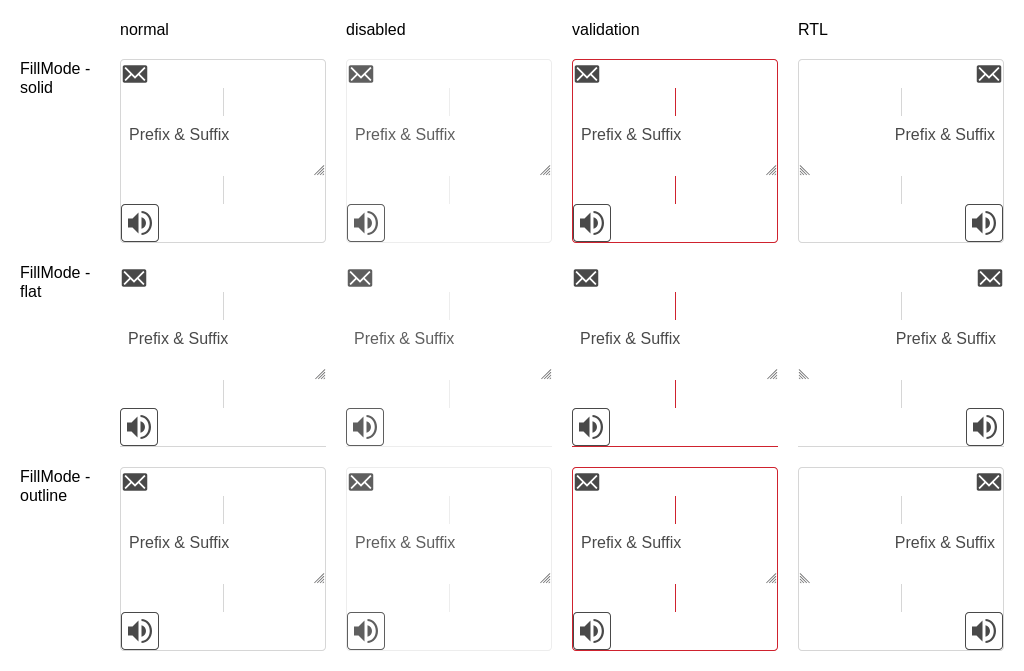 normal disabled validation RTL
FillMode -
solid
Prefix & Suffix Prefix & Suffix Prefix & Suffix Prefix & Suffix
FillMode -
flat
Prefix & Suffix Prefix & Suffix Prefix & Suffix Prefix & Suffix
FillMode -
outline
Prefix & Suffix Prefix & Suffix Prefix & Suffix Prefix & Suffix